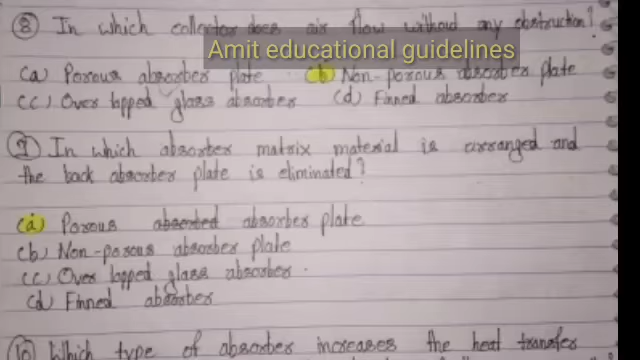 ⑧ In which collector does air flow without any obstruction?
Amit educational guidelines
(a) Porous absorber plate (b) Non-porous absorber plate
(c) Over lapped glass absorber (d) Finned absorber
⑨ In which absorber matrix material is arranged and
the back absorber plate is eliminated?
(a) Porous absorber plate
(b) Non-porous absorber plate
(c) Over lapped glass absorber.
(d) Finned absorber
⑩ Which type of absorber increases the heat transfer